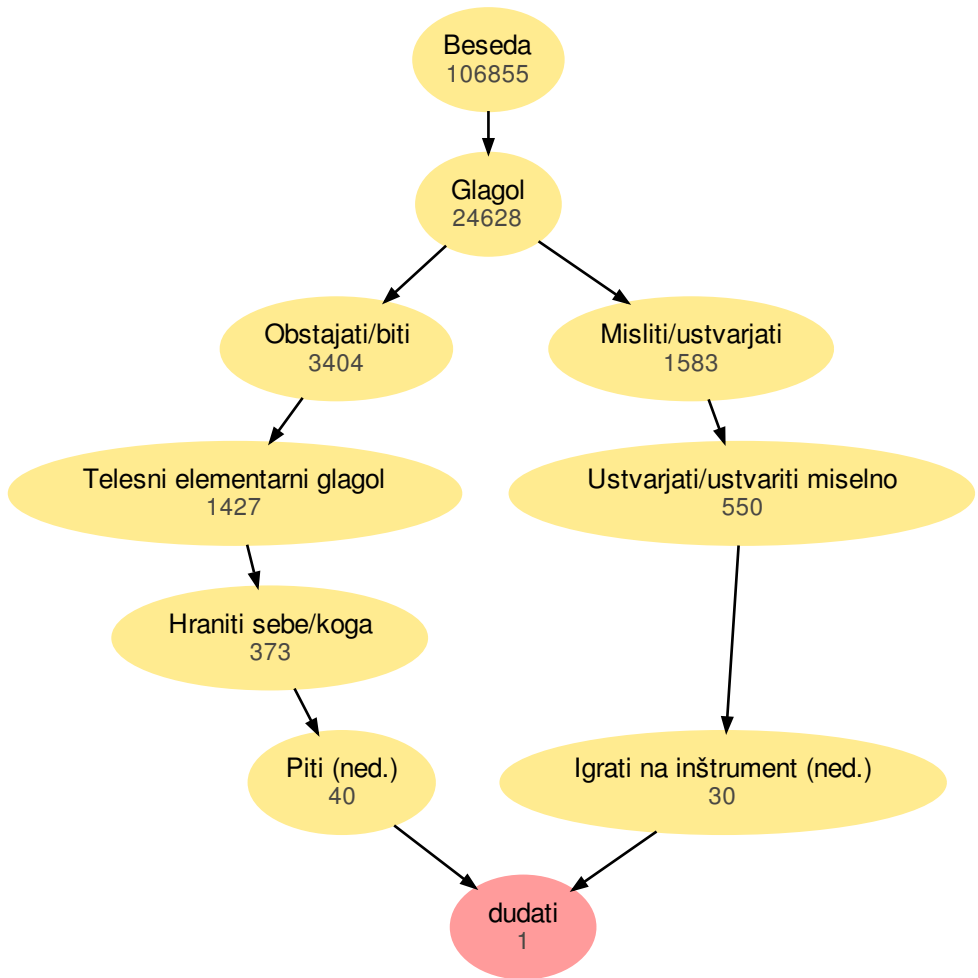 Beseda
106855
Glagol
24628
Obstajati/biti
3404
Misliti/ustvarjati
1583
Telesni elementarni glagol
1427
Ustvarjati/ustvariti miselno
550
Hraniti sebe/koga
373
Piti (ned.)
40
Igrati na inštrument (ned.)
30
dudati
1